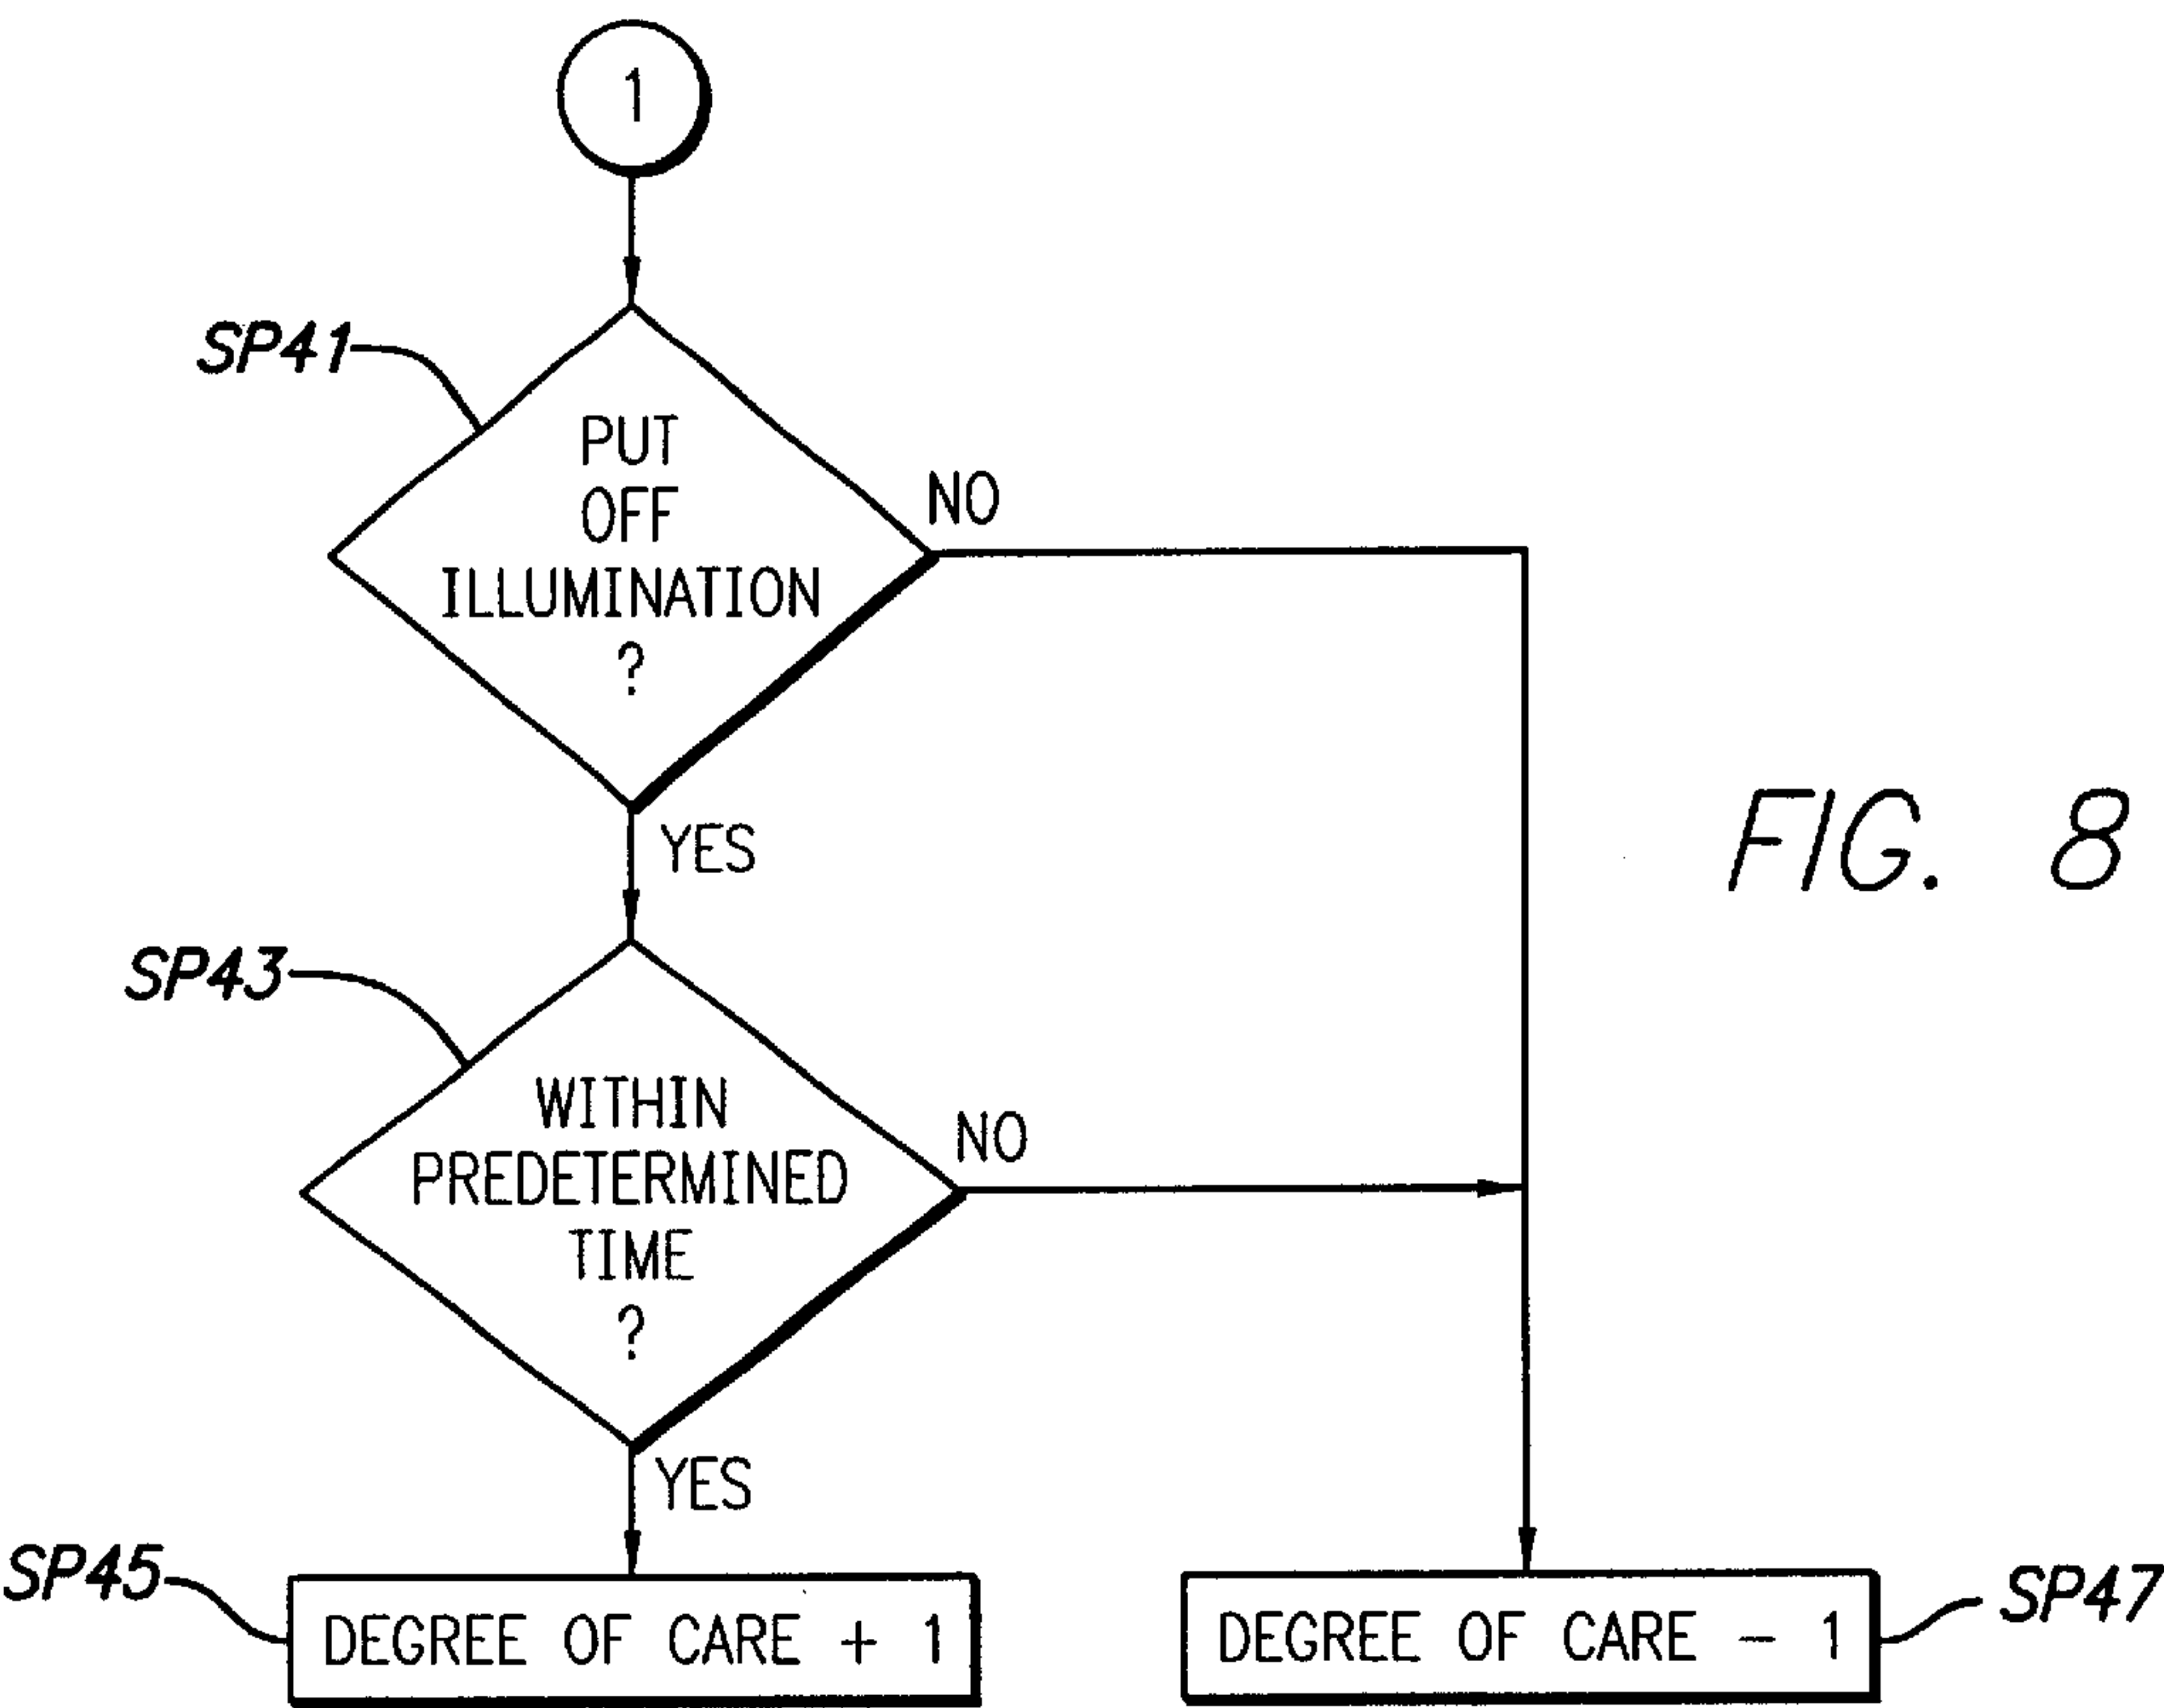 1
SP41
PUT
OFF
ILLUMINATION
?
NO
YES
FIG. 8
SP43
WITHIN
PREDETERMINED
TIME
?
NO
YES
SP45
DEGREE OF CARE + 1
DEGREE OF CARE - 1
SP47